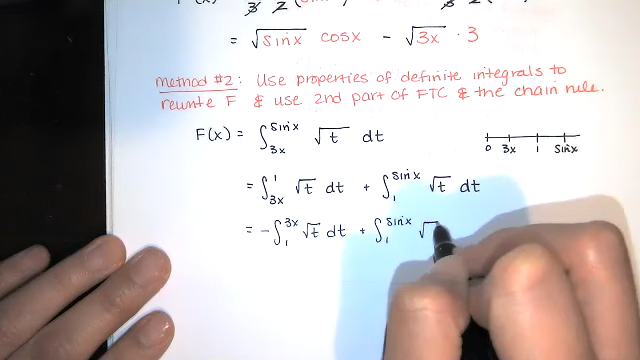 = √sinx cosx - √3x · 3
Method #2: Use properties of definite integrals to
rewrite F & use 2nd part of FTC & the chain rule.
F(x) = ∫_{3x}^{sinx} √t dt
0 3x 1 sinx
= ∫_{3x}^{1} √t dt + ∫_{1}^{sinx} √t dt
= -∫_{1}^{3x} √t dt + ∫_{1}^{sinx} √